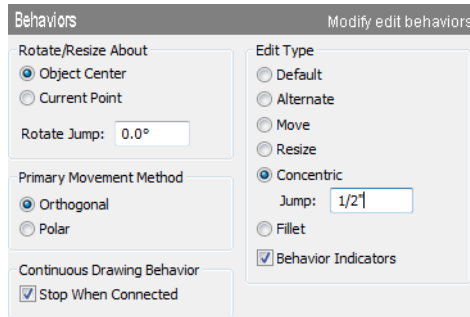 Behaviors
Modify edit behaviors
Rotate/Resize About
Object Center
Current Point
Rotate Jump: 0.0°
Primary Movement Method
Orthogonal
Polar
Continuous Drawing Behavior
Stop When Connected
Edit Type
Default
Alternate
Move
Resize
Concentric
Jump: 1/2"
Fillet
Behavior Indicators